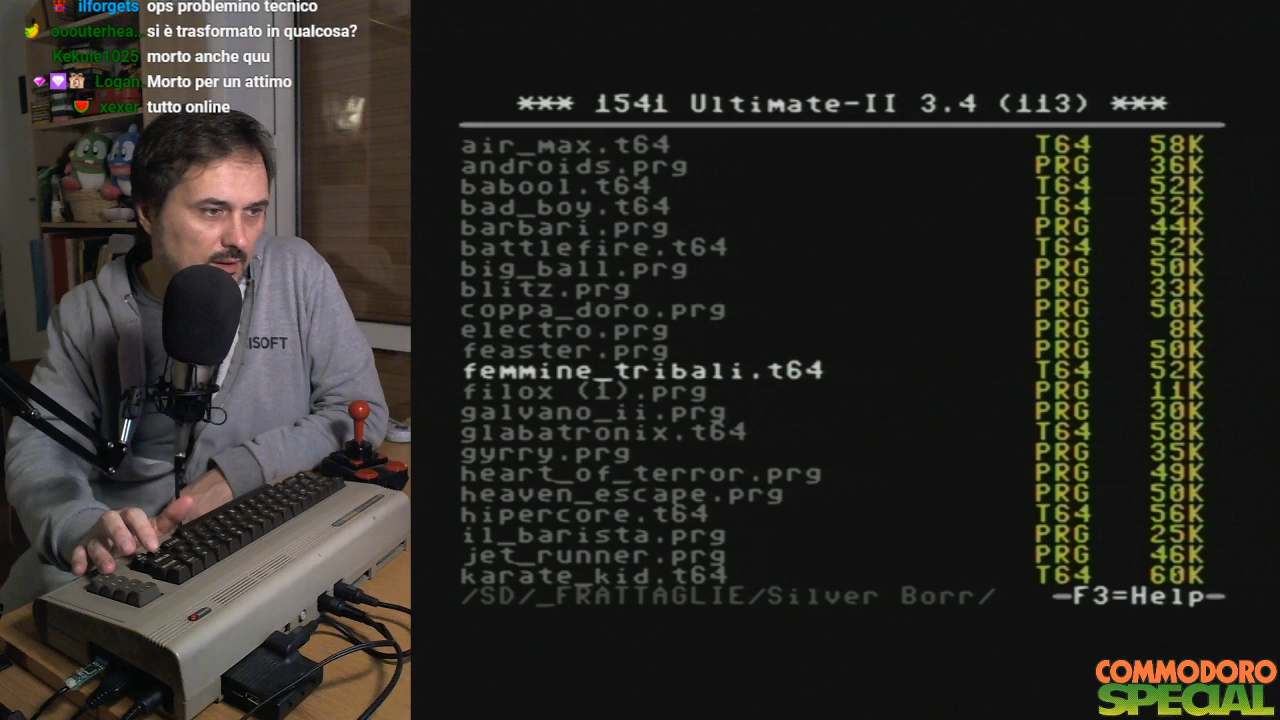 ilforgets ops problemino tecnico
ooouterhea.. si è trasformato in qualcosa?
Kekule1025 morto anche quu
Logan. Morto per un attimo
xexer tutto online
ISOFT
*** 1541 Ultimate-II 3.4 (113) ***
air_max.t64 T64 58K
androids.prg PRG 36K
babool.t64 T64 52K
bad_boy.t64 T64 52K
barbari.prg PRG 44K
battlefire.t64 T64 52K
big_ball.prg PRG 50K
blitz.prg PRG 33K
coppa_doro.prg PRG 50K
electro.prg PRG 8K
feaster.prg PRG 50K
femmine_tribali.t64 T64 52K
filox (I).prg PRG 11K
galvano_ii.prg PRG 30K
glabatronix.t64 T64 58K
gyrry.prg PRG 35K
heart_of_terror.prg PRG 49K
heaven_escape.prg PRG 50K
hipercore.t64 T64 56K
il_barista.prg PRG 25K
jet_runner.prg PRG 46K
karate_kid.t64 T64 60K
/SD/_FRATTAGLIE/Silver Borr/ -F3=Help-
COMMODORO
SPECIAL